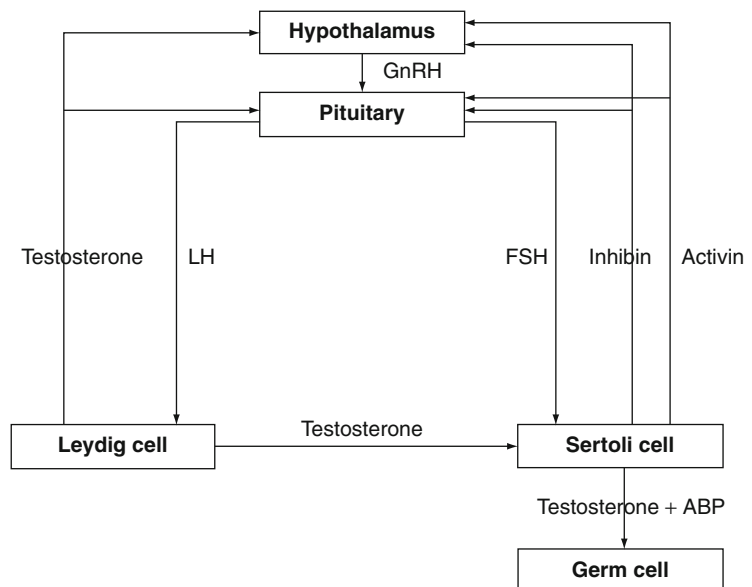 Hypothalamus
GnRH
Pituitary
Testosterone
LH
FSH
Inhibin
Activin
Leydig cell
Testosterone
Sertoli cell
Testosterone + ABP
Germ cell